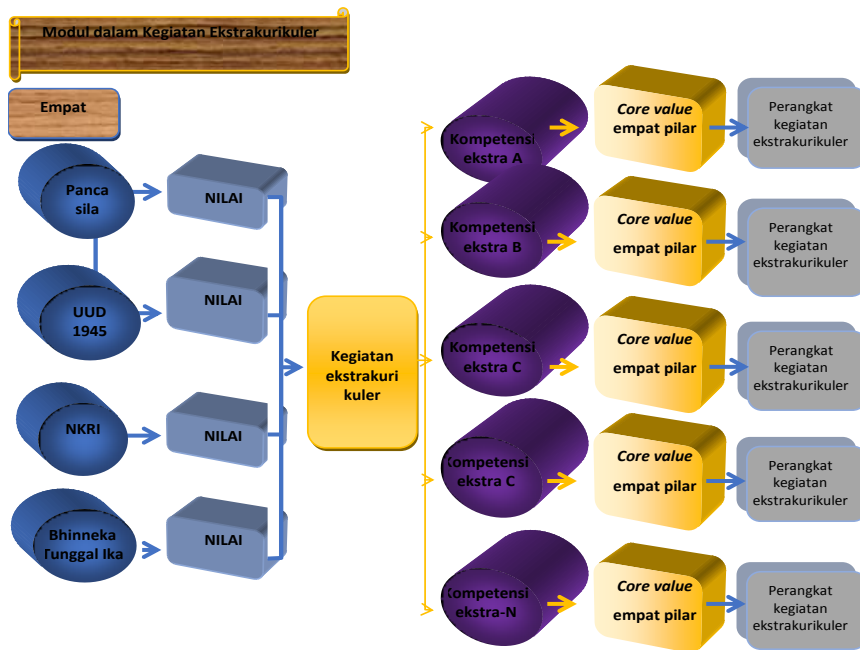 Modul dalam Kegiatan Ekstrakurikuler
Empat
Panca
sila
NILAI
UUD
1945
NILAI
NKRI
NILAI
Bhinneka
Tunggal Ika
NILAI
Kegiatan
ekstrakuri
kuler
Kompetensi
ekstra A
Core value
empat pilar
Perangkat
kegiatan
ekstrakurikuler
Kompetensi
ekstra B
Core value
empat pilar
Perangkat
kegiatan
ekstrakurikuler
Kompetensi
ekstra C
Core value
empat pilar
Perangkat
kegiatan
ekstrakurikuler
Kompetensi
ekstra C
Core value
empat pilar
Perangkat
kegiatan
ekstrakurikuler
Kompetensi
ekstra-N
Core value
empat pilar
Perangkat
kegiatan
ekstrakurikuler